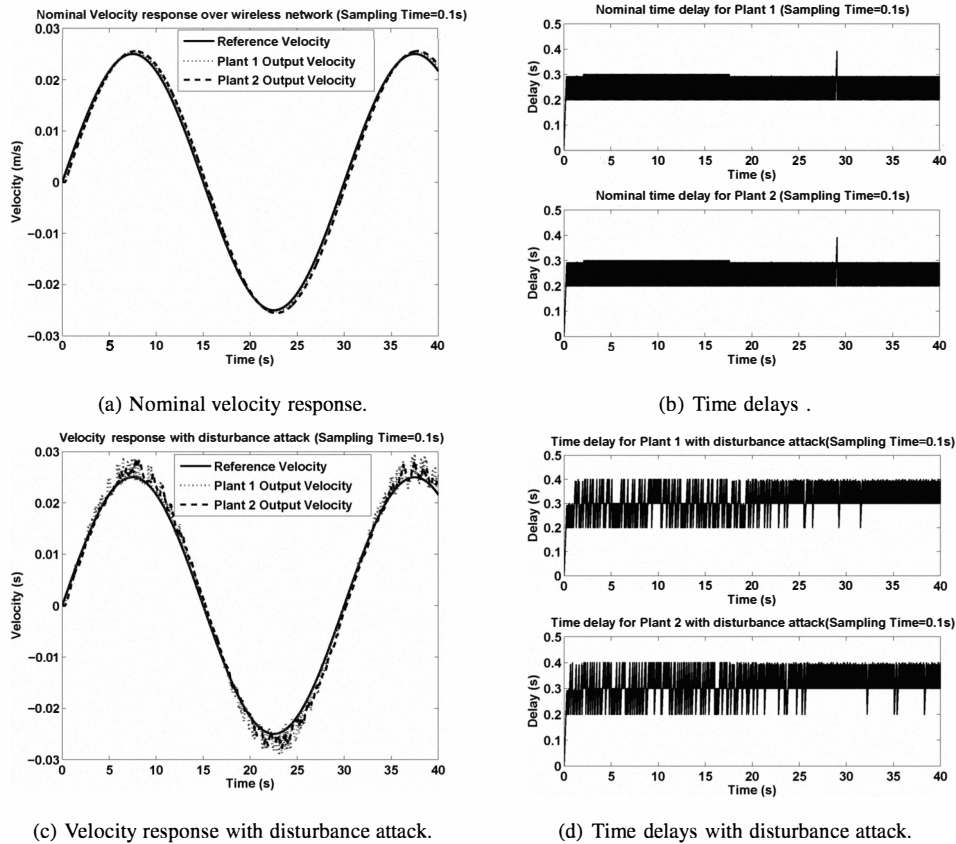 Nominal Velocity response over wireless network (Sampling Time=0.1s)
Reference Velocity
Plant 1 Output Velocity
Plant 2 Output Velocity
0.03
0.02
0.01
0
−0.01
−0.02
−0.03
Velocity (m/s)
0 5 10 15 20 25 30 35 40
Time (s)
(a) Nominal velocity response.
Nominal time delay for Plant 1 (Sampling Time=0.1s)
0.5
0.4
0.3
0.2
0.1
0
Delay (s)
0 5 10 15 20 25 30 35 40
Time (s)
Nominal time delay for Plant 2 (Sampling Time=0.1s)
0.5
0.4
0.3
0.2
0.1
0
Delay (s)
0 5 10 15 20 25 30 35 40
Time (s)
(b) Time delays .
Velocity response with disturbance attack (Sampling Time=0.1s)
Reference Velocity
Plant 1 Output Velocity
Plant 2 Output Velocity
0.03
0.02
0.01
0
−0.01
−0.02
−0.03
Velocity (s)
0 5 10 15 20 25 30 35 40
Time (s)
(c) Velocity response with disturbance attack.
Time delay for Plant 1 with disturbance attack(Sampling Time=0.1s)
0.5
0.4
0.3
0.2
0.1
0
Delay (s)
0 5 10 15 20 25 30 35 40
Time (s)
Time delay for Plant 2 with disturbance attack(Sampling Time=0.1s)
0.5
0.4
0.3
0.2
0.1
0
Delay (s)
0 5 10 15 20 25 30 35 40
Time (s)
(d) Time delays with disturbance attack.